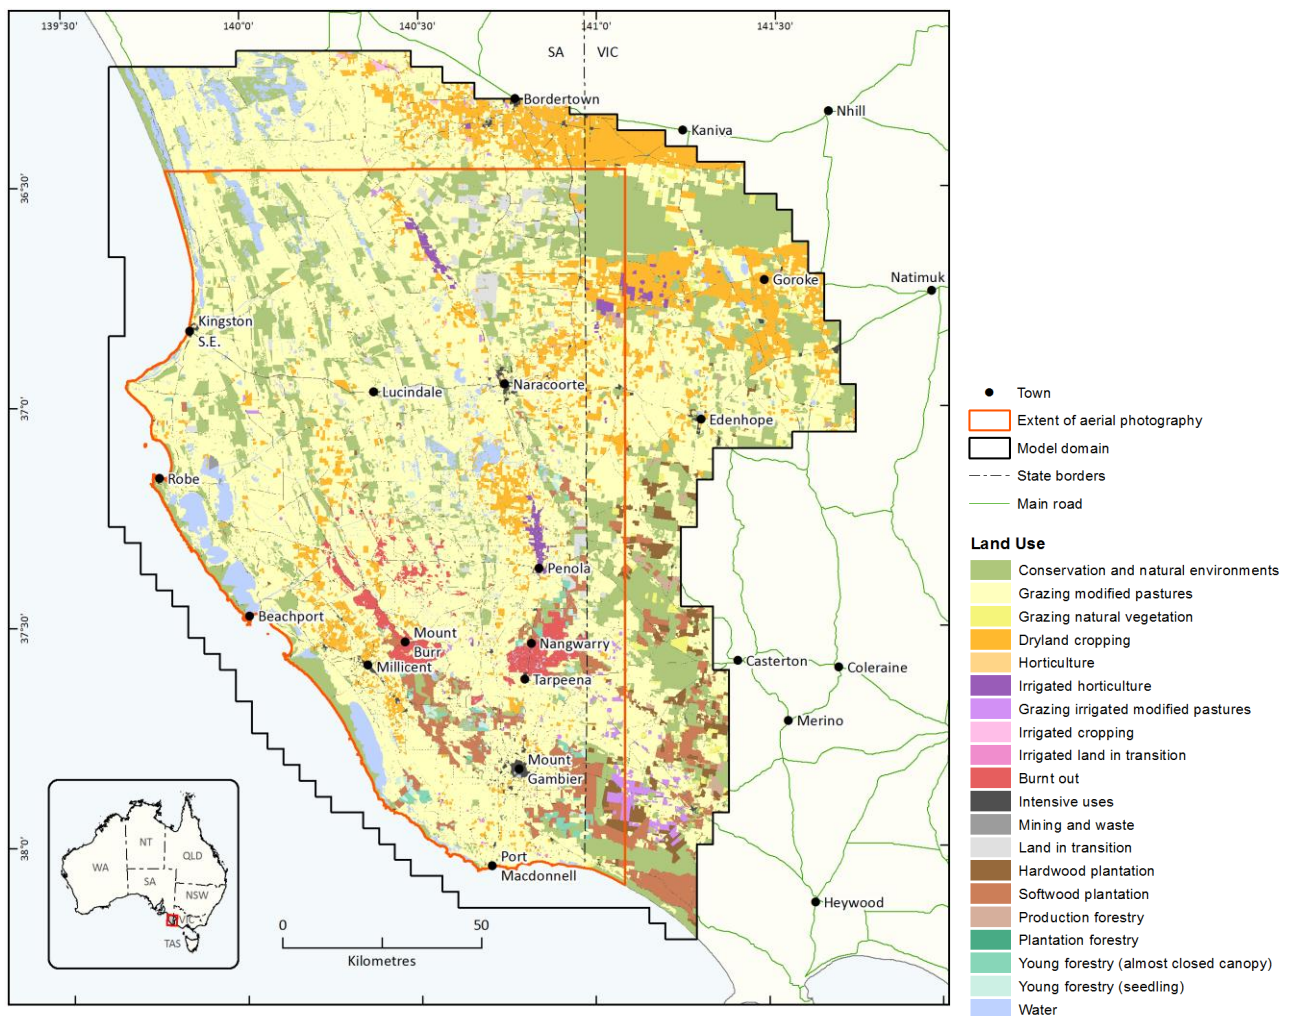 139°30'
140°0'
140°30'
141°0'
141°30'
SA
VIC
Bordertown
Nhill
Kaniva
36°30'
Goroke
Natimuk
Kingston
S.E.
Lucindale
Naracoorte
37°0'
Edenhope
Robe
Penola
Beachport
37°30'
Mount
Burr
Nangwarry
Millicent
Tarpeena
Casterton
Coleraine
Merino
Mount
Gambier
38°0'
Port
Macdonnell
Heywood
0
50
Kilometres
WA
NT
QLD
SA
NSW
VIC
TAS
Town
Extent of aerial photography
Model domain
State borders
Main road
Land Use
Conservation and natural environments
Grazing modified pastures
Grazing natural vegetation
Dryland cropping
Horticulture
Irrigated horticulture
Grazing irrigated modified pastures
Irrigated cropping
Irrigated land in transition
Burnt out
Intensive uses
Mining and waste
Land in transition
Hardwood plantation
Softwood plantation
Production forestry
Plantation forestry
Young forestry (almost closed canopy)
Young forestry (seedling)
Water